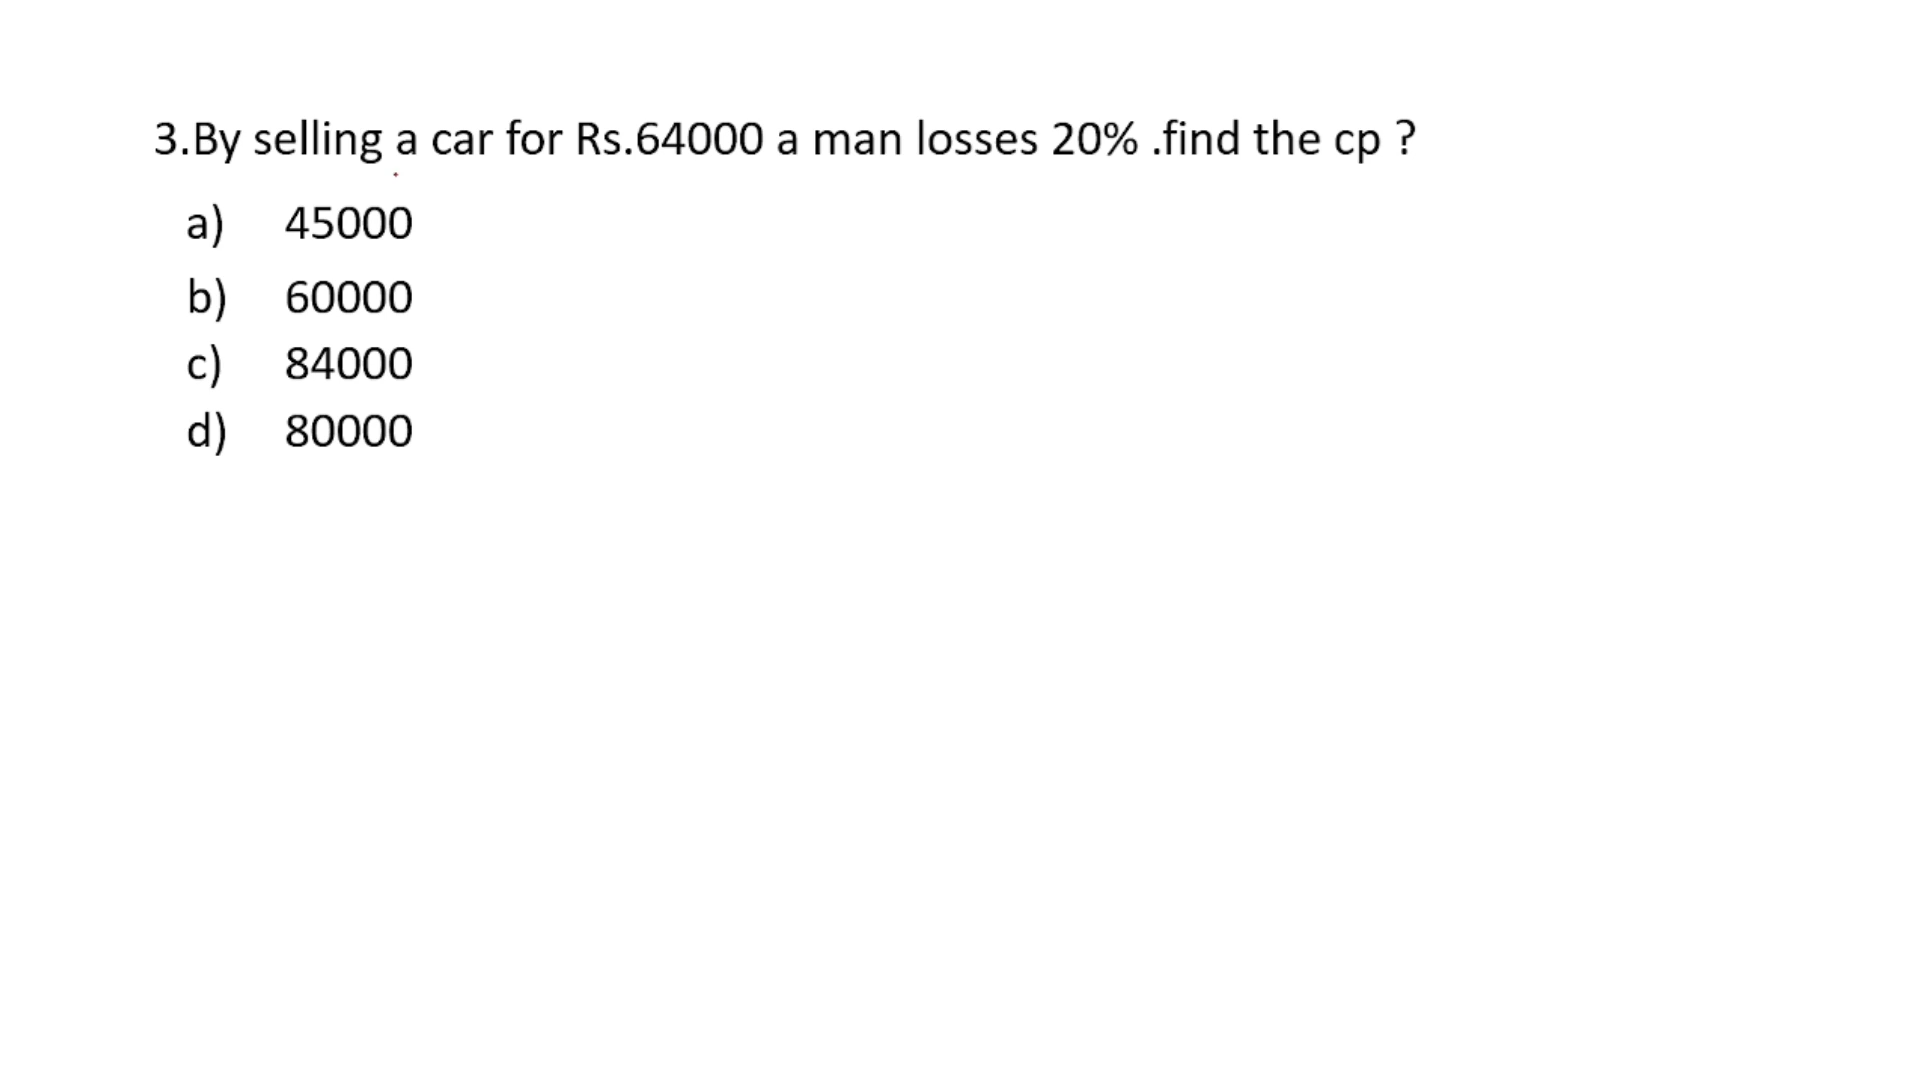 3.By selling a car for Rs.64000 a man losses 20% .find the cp ?
a) 45000
b) 60000
c) 84000
d) 80000